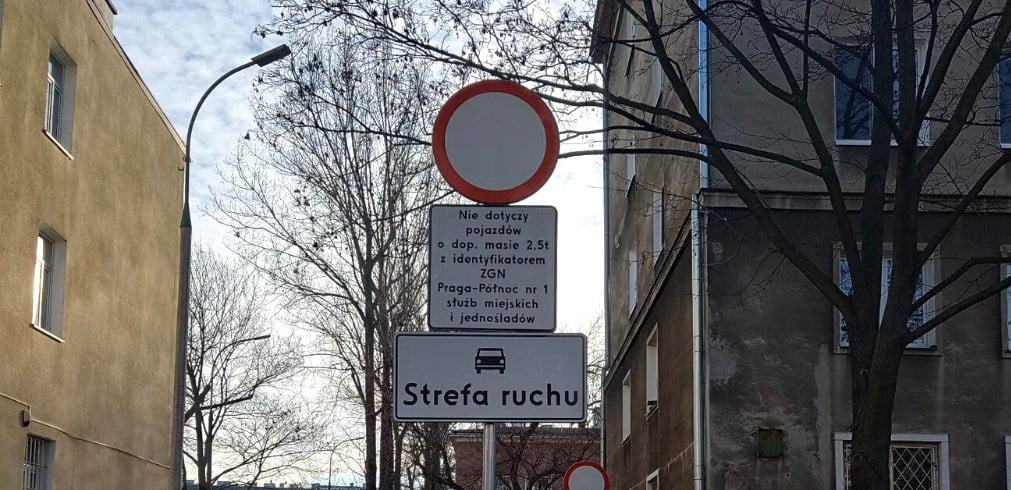 Nie dotyczy
pojazdów
o dop. masie 2,5t
z identyfikatorem
ZGN
Praga-Północ nr 1
służb miejskich
i jednośladów
Strefa ruchu